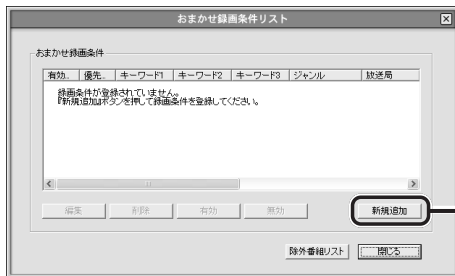 おまかせ録画条件リスト
おまかせ録画条件
有効.. 優先.. キーワード1 キーワード2 キーワード3 ジャンル 放送局
録画条件が登録されていません。
『新規追加』ボタンを押して録画条件を登録してください。
編集 削除 有効 無効 新規追加
除外番組リスト 閉じる